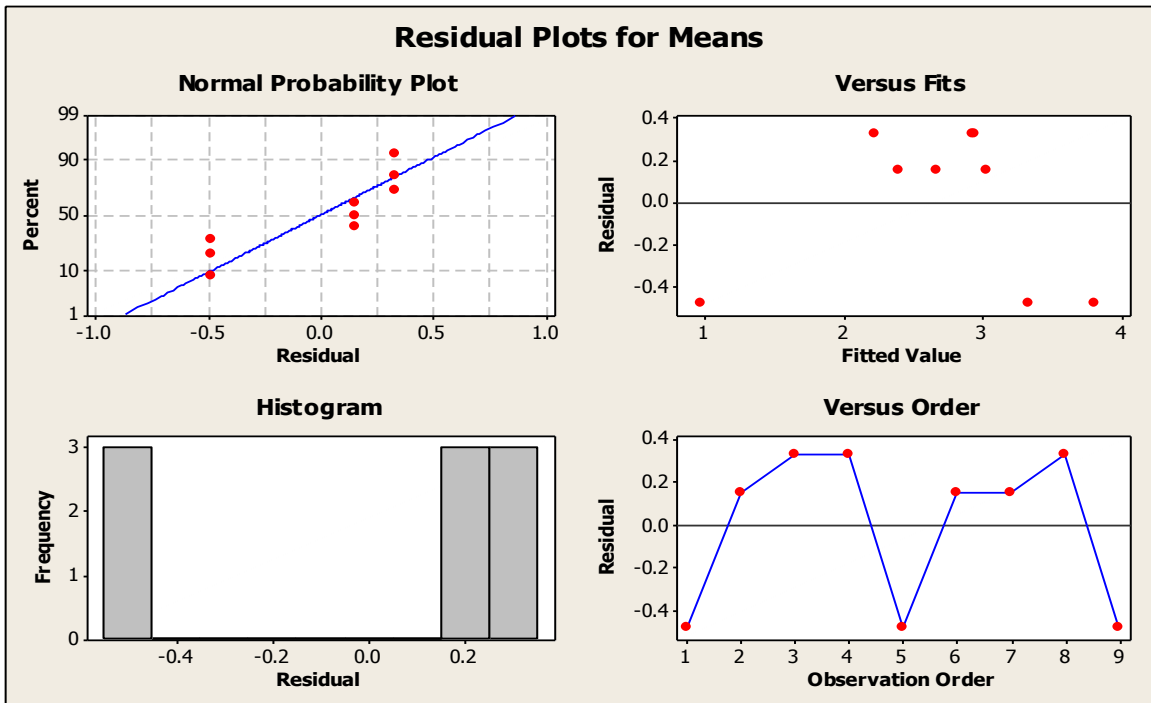 Residual Plots for Means
Normal Probability Plot
99
90
50
10
1
Percent
-1.0 -0.5 0.0 0.5 1.0
Residual
Versus Fits
0.4
0.2
0.0
-0.2
-0.4
Residual
1 2 3 4
Fitted Value
Histogram
3
2
1
0
Frequency
-0.4 -0.2 0.0 0.2
Residual
Versus Order
0.4
0.2
0.0
-0.2
-0.4
Residual
1 2 3 4 5 6 7 8 9
Observation Order